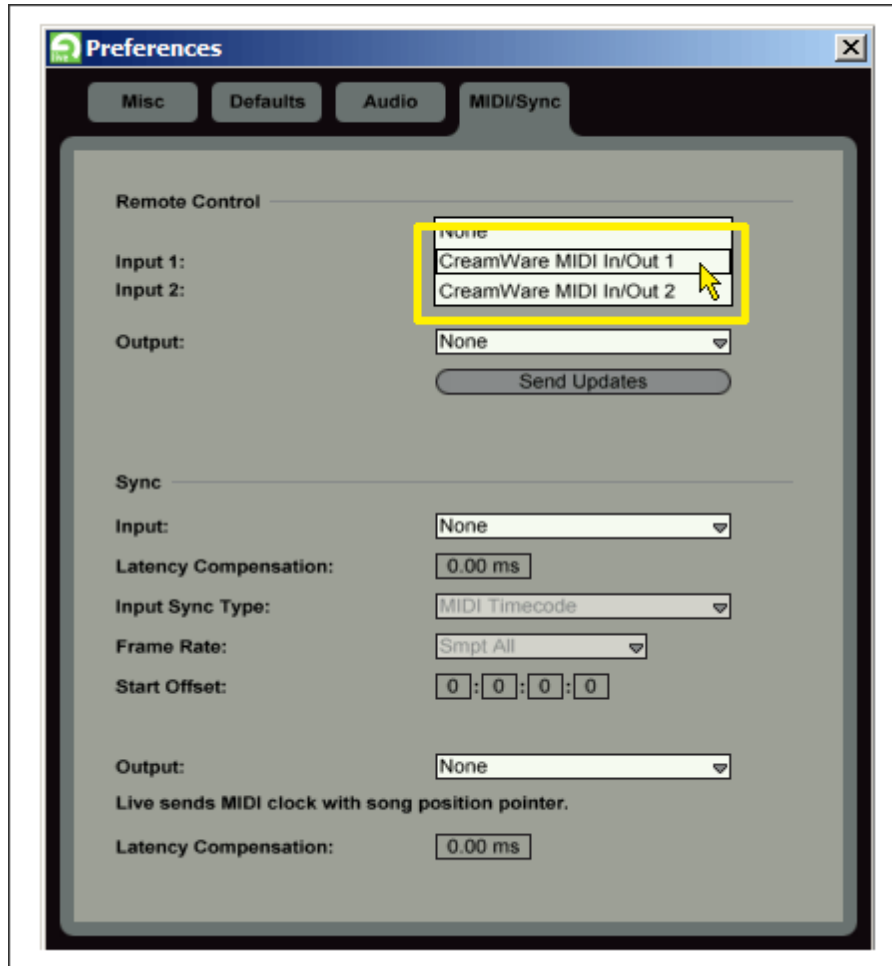 live
Preferences
Misc Defaults Audio MIDI/Sync
Remote Control
None
Input 1: CreamWare MIDI In/Out 1
Input 2: CreamWare MIDI In/Out 2
Output: None
Send Updates
Sync
Input: None
Latency Compensation: 0.00 ms
Input Sync Type: MIDI Timecode
Frame Rate: Smpt All
Start Offset: 0 : 0 : 0 : 0
Output: None
Live sends MIDI clock with song position pointer.
Latency Compensation: 0.00 ms